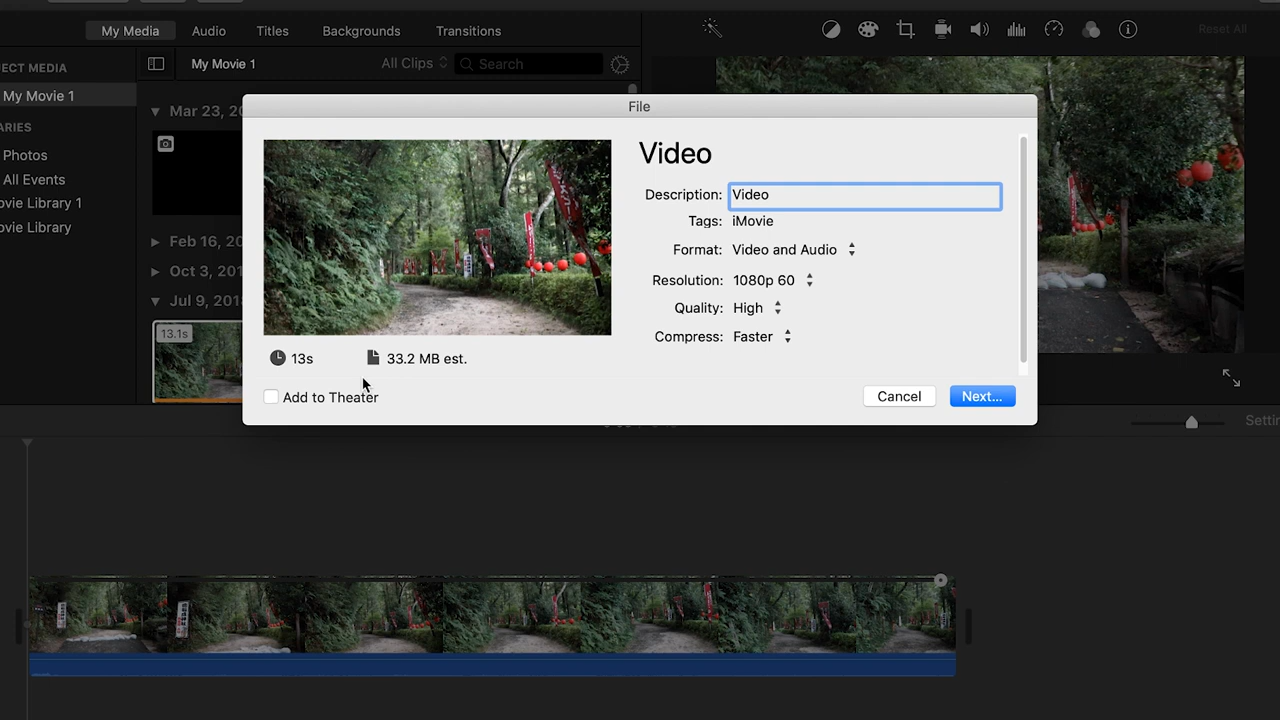 My Media Audio Titles Backgrounds Transitions
Reset All
ECT MEDIA
My Movie 1
All Clips
Search
My Movie 1
ARIES
Photos
All Events
ovie Library 1
ovie Library
Mar 23, 20
Feb 16, 20
Oct 3, 201
Jul 9, 201
13.1s
File
Video
Description: Video
Tags: iMovie
Format: Video and Audio
Resolution: 1080p 60
Quality: High
Compress: Faster
13s
33.2 MB est.
Add to Theater
Cancel
Next...
Settin